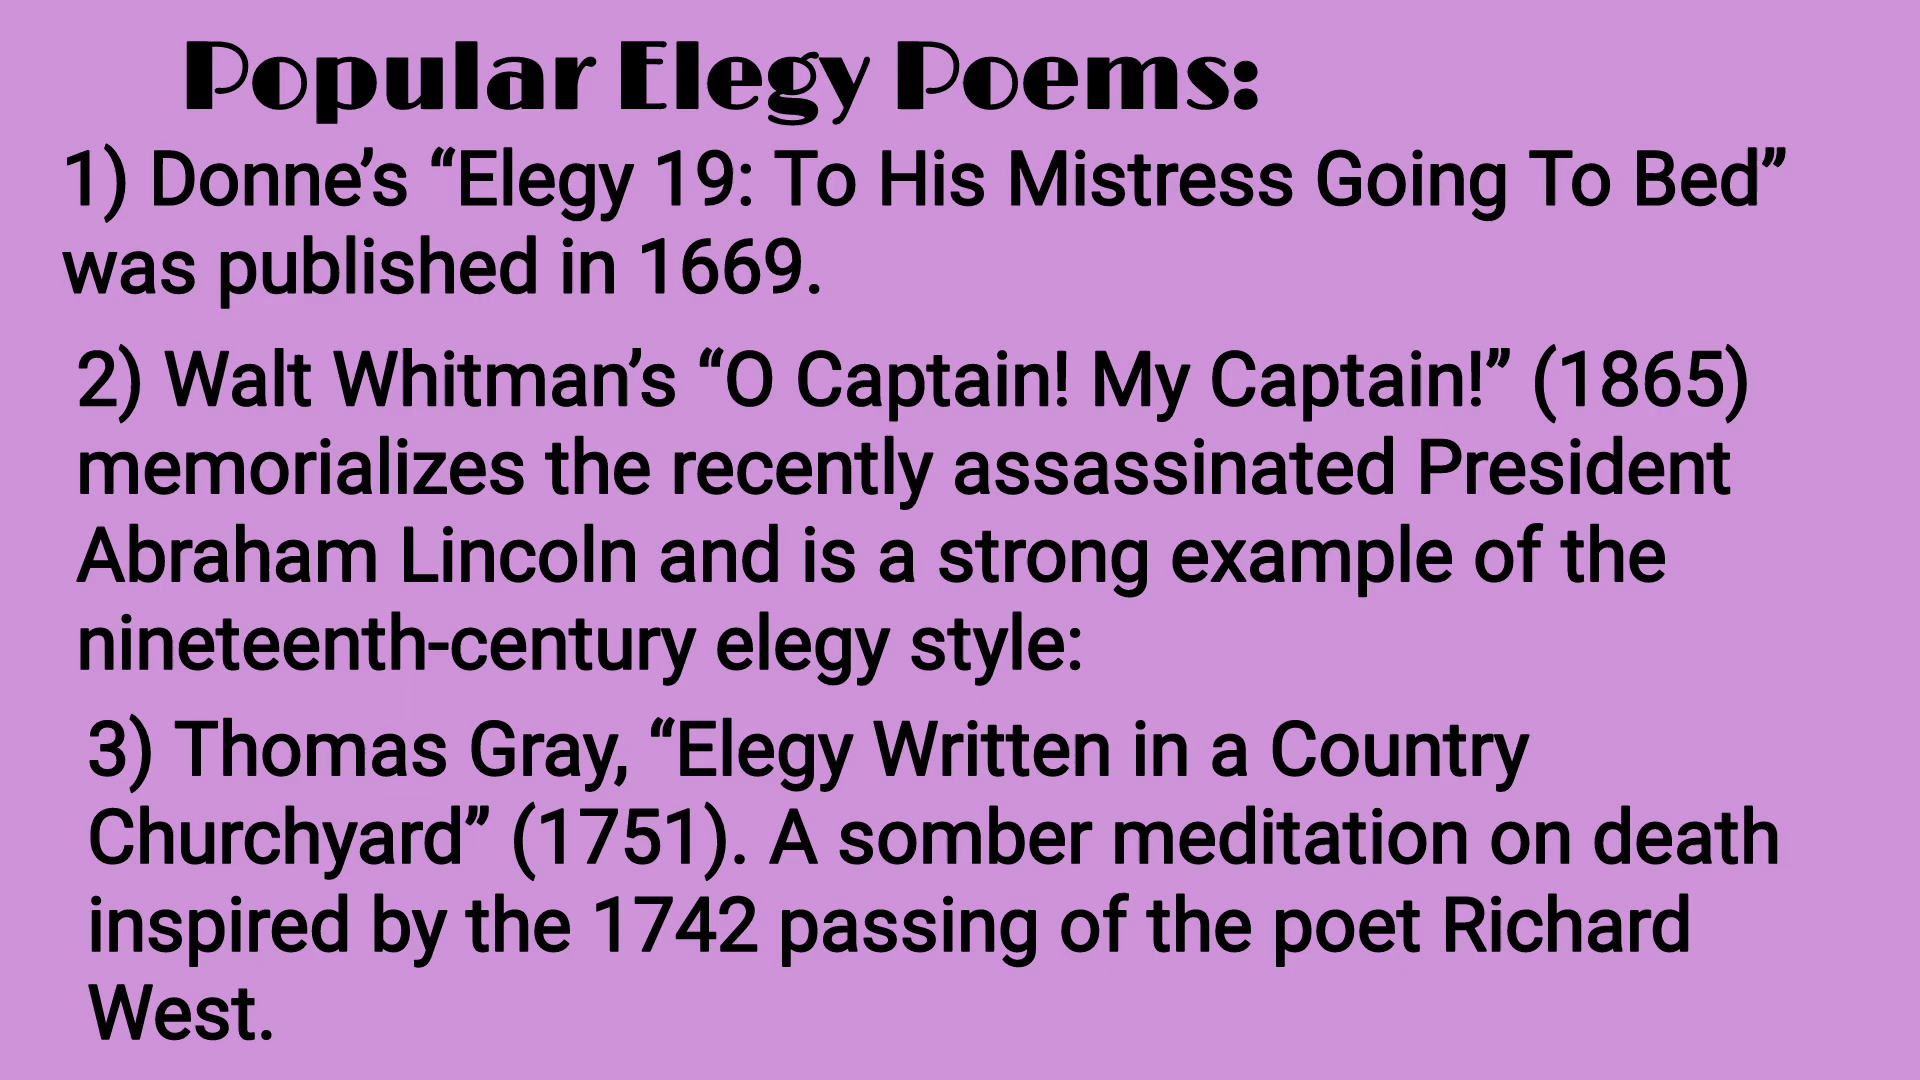 Popular Elegy Poems:
1) Donne’s “Elegy 19: To His Mistress Going To Bed”
was published in 1669.
2) Walt Whitman’s “O Captain! My Captain!” (1865)
memorializes the recently assassinated President
Abraham Lincoln and is a strong example of the
nineteenth-century elegy style:
3) Thomas Gray, “Elegy Written in a Country
Churchyard” (1751). A somber meditation on death
inspired by the 1742 passing of the poet Richard
West.